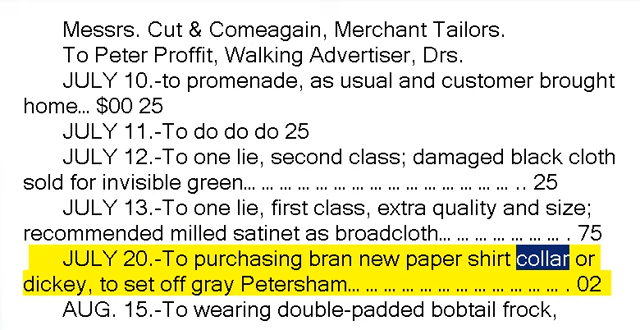 Messrs. Cut & Comeagain, Merchant Tailors.
To Peter Proffit, Walking Advertiser, Drs.
JULY 10.-to promenade, as usual and customer brought
home... $00 25
JULY 11.-To do do do 25
JULY 12.-To one lie, second class; damaged black cloth
sold for invisible green... ... ... ... ... ... ... ... ... ... ... ... ... .. 25
JULY 13.-To one lie, first class, extra quality and size;
recommended milled satinet as broadcloth... ... ... ... ... ... . 75
JULY 20.-To purchasing bran new paper shirt collar or
dickey, to set off gray Petersham... ... ... ... ... ... ... ... ... ... . 02
AUG. 15.-To wearing double-padded bobtail frock,